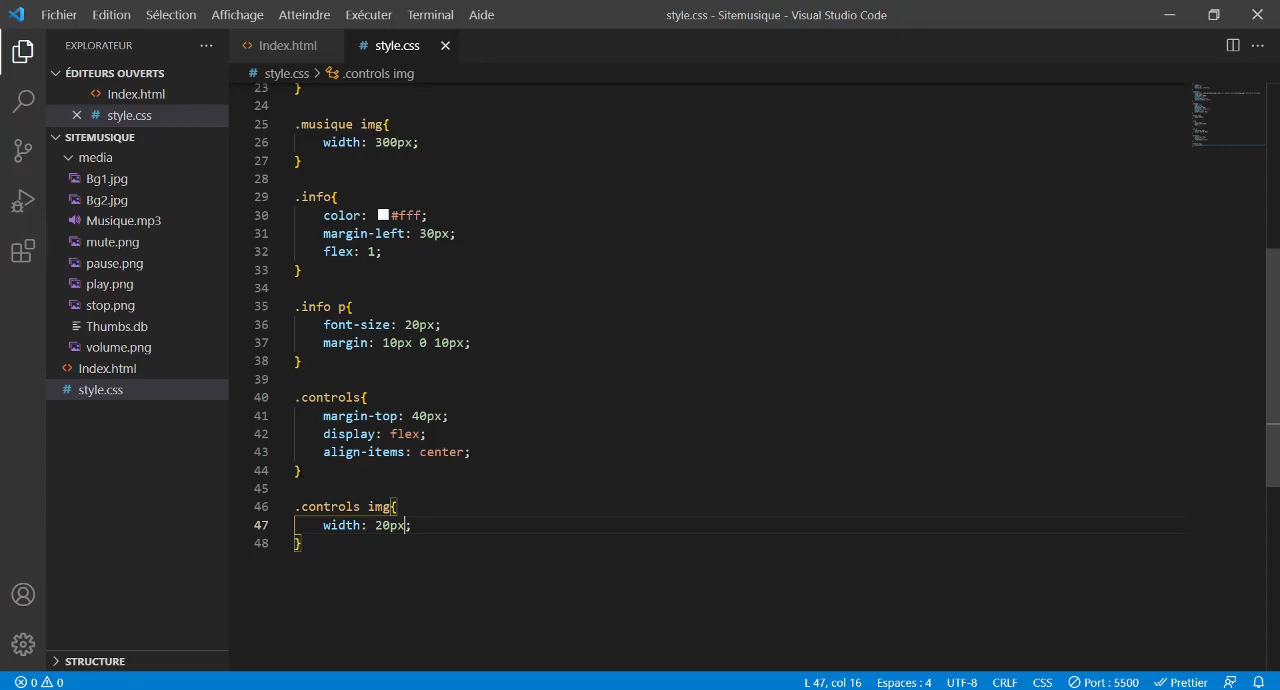 Fichier Edition Sélection Affichage Atteindre Exécuter Terminal Aide style.css - Sitemusique - Visual Studio Code
EXPLORATEUR ··· <> Index.html # style.css
ÉDITEURS OUVERTS
<> Index.html
# style.css
SITEMUSIQUE
media
Bg1.jpg
Bg2.jpg
Musique.mp3
mute.png
pause.png
play.png
stop.png
Thumbs.db
volume.png
<> Index.html
# style.css
STRUCTURE
# style.css > .controls img
23 }
24
25 .musique img{
26 width: 300px;
27 }
28
29 .info{
30 color: #fff;
31 margin-left: 30px;
32 flex: 1;
33 }
34
35 .info p{
36 font-size: 20px;
37 margin: 10px 0 10px;
38 }
39
40 .controls{
41 margin-top: 40px;
42 display: flex;
43 align-items: center;
44 }
45
46 .controls img{
47 width: 20px;
48 }
0 0 L 47, col 16 Espaces : 4 UTF-8 CRLF CSS Port : 5500 Prettier